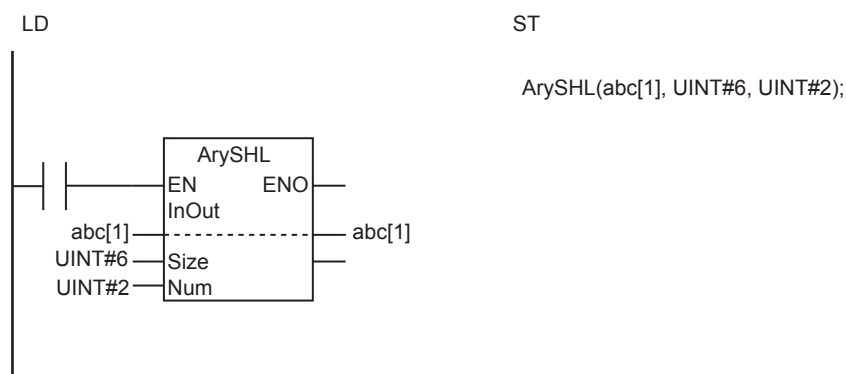 LD
ST
ArySHL(abc[1], UINT#6, UINT#2);
ArySHL
EN ENO
InOut
abc[1] abc[1]
UINT#6 Size
UINT#2 Num